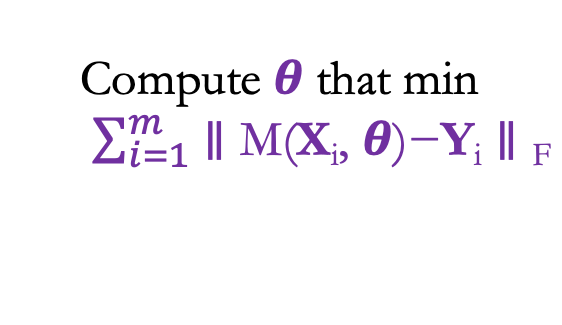 Compute θ that min
∑ᵢ₌₁ᵐ ‖ M(Xᵢ, θ)−Yᵢ ‖ F